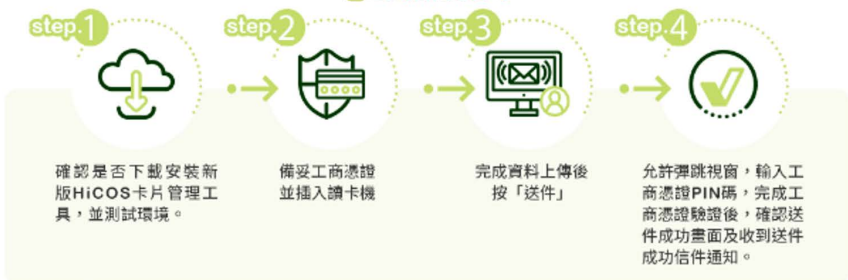 step.1
確認是否下載安裝新
版HiCOS卡片管理工
具，並測試環境。
step.2
備妥工商憑證
並插入讀卡機
step.3
完成資料上傳後
按「送件」
step.4
允許彈跳視窗，輸入工
商憑證PIN碼，完成工
商憑證驗證後，確認送
件成功畫面及收到送件
成功信件通知。